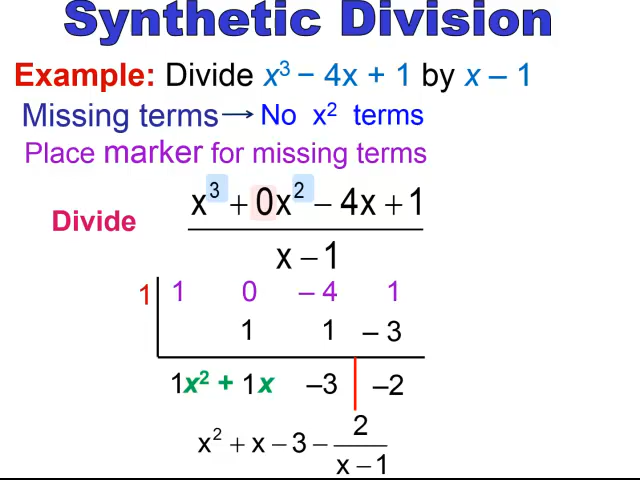 Synthetic Division
Example: Divide x³ – 4x + 1 by x – 1
Missing terms→ No x² terms
Place marker for missing terms
x³ + 0x² – 4x + 1
Divide
x – 1
1 1 0 – 4 1
1 1 – 3
1x² + 1x –3 –2
x² + x – 3 – 2/(x – 1)